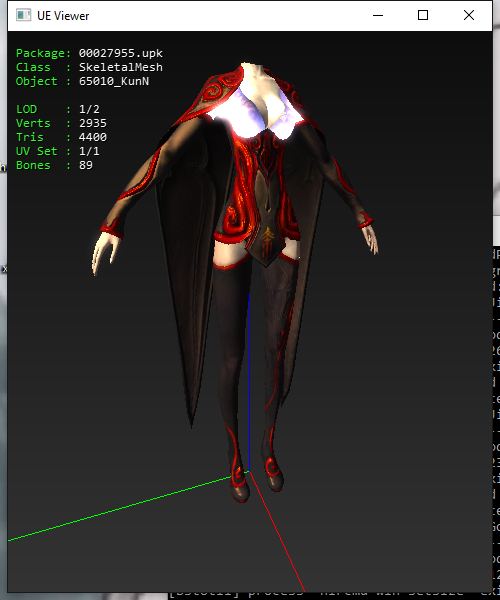 UE Viewer
Package: 00027955.upk
Class : SkeletalMesh
Object : 65010_KunN
LOD : 1/2
Verts : 2935
Tris : 4400
UV Set : 1/1
Bones : 89